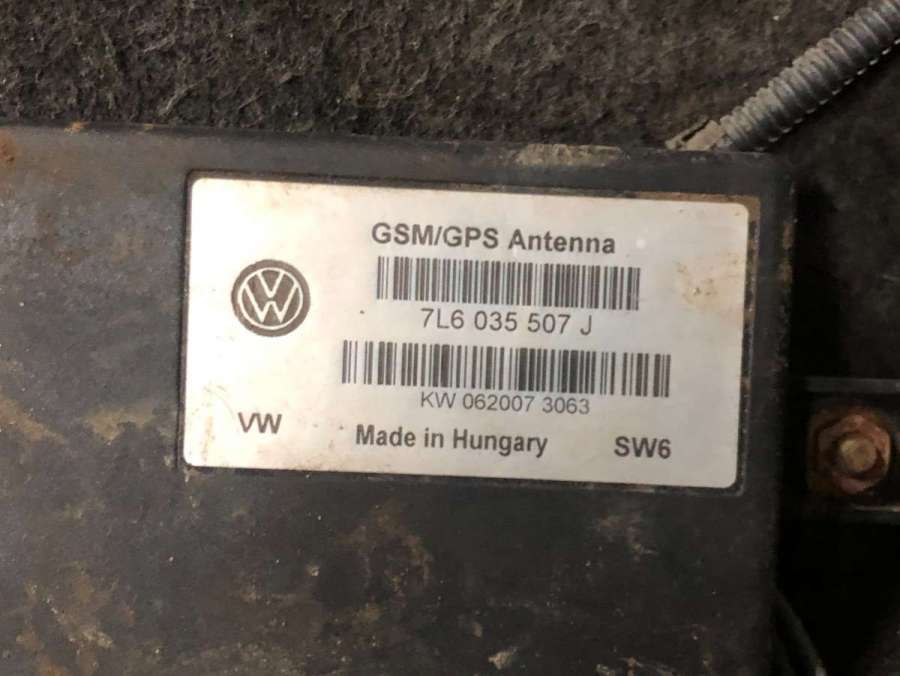 GSM/GPS Antenna
7L6 035 507 J
KW 062007 3063
VW
Made in Hungary
SW6